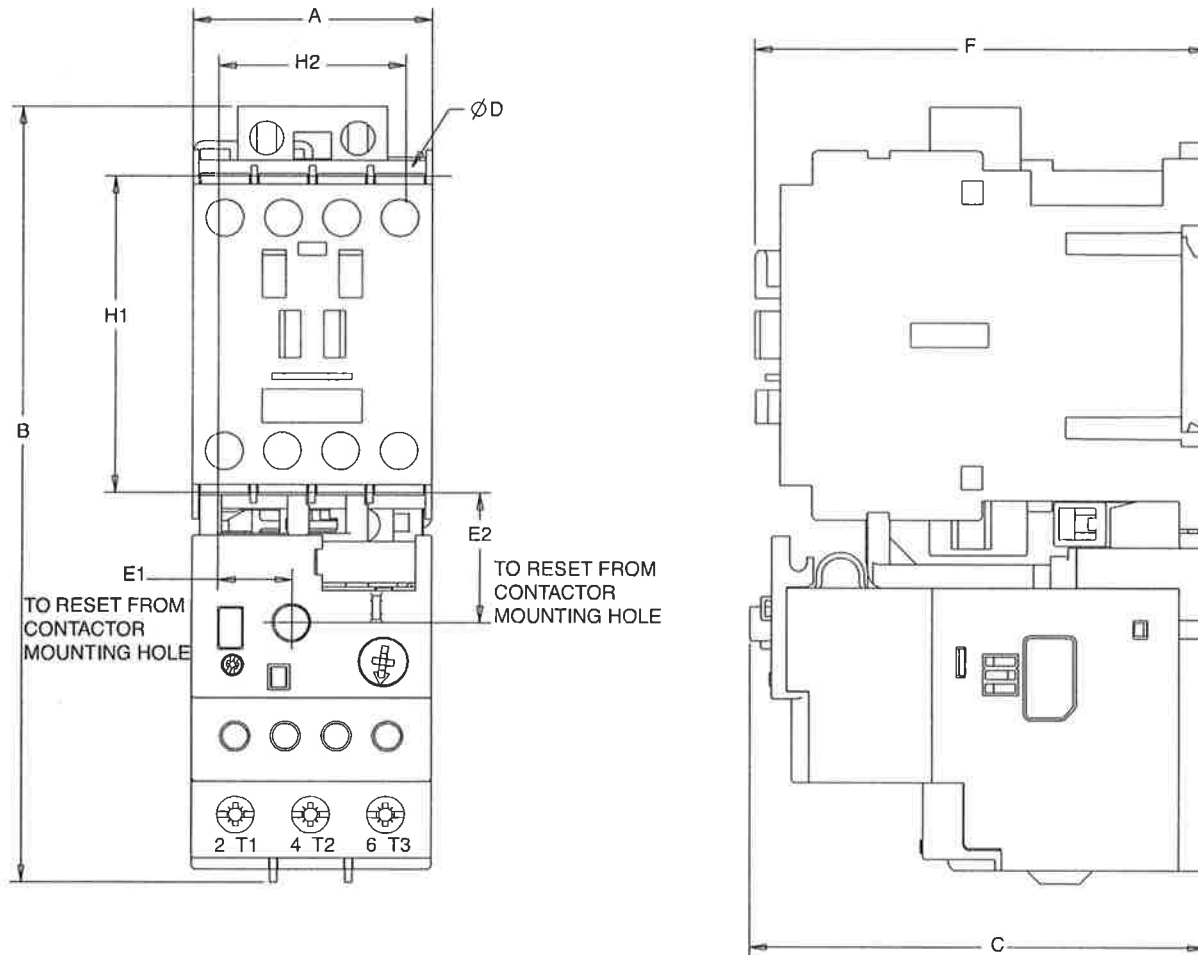 A
H2
ØD
F
H1
B
E2
E1
TO RESET FROM
CONTACTOR
MOUNTING HOLE
TO RESET FROM
CONTACTOR
MOUNTING HOLE
2 T1 4 T2 6 T3
C